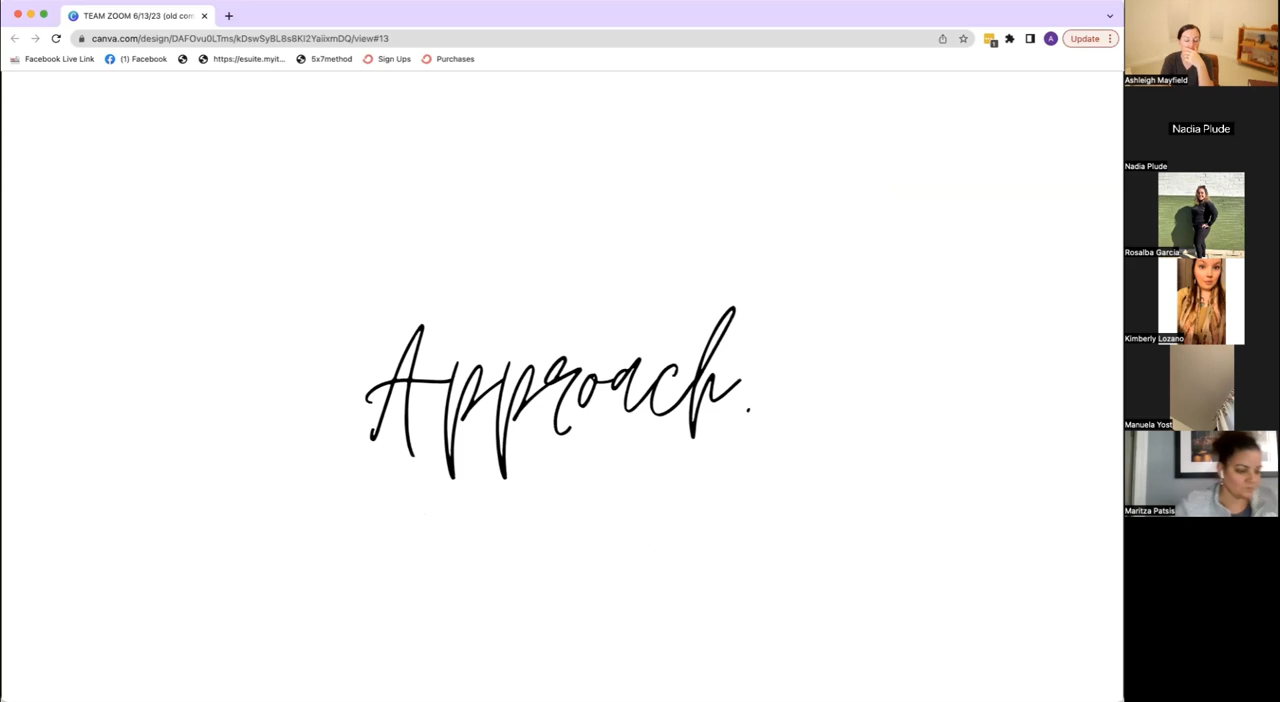 TEAM ZOOM 6/13/23 (old con
canva.com/design/DAFOvu0LTms/kDswSyBL8s8KI2YaiixmDQ/view#13
1
A
Update
Facebook Live Link
(1) Facebook
https://esuite.myit...
5x7method
Sign Ups
Purchases
Approach.
Ashleigh Mayfield
Nadia Plude
Nadia Plude
Rosalba Garcia
Kimberly Lozano
Manuela Yost
Maritza Patsis